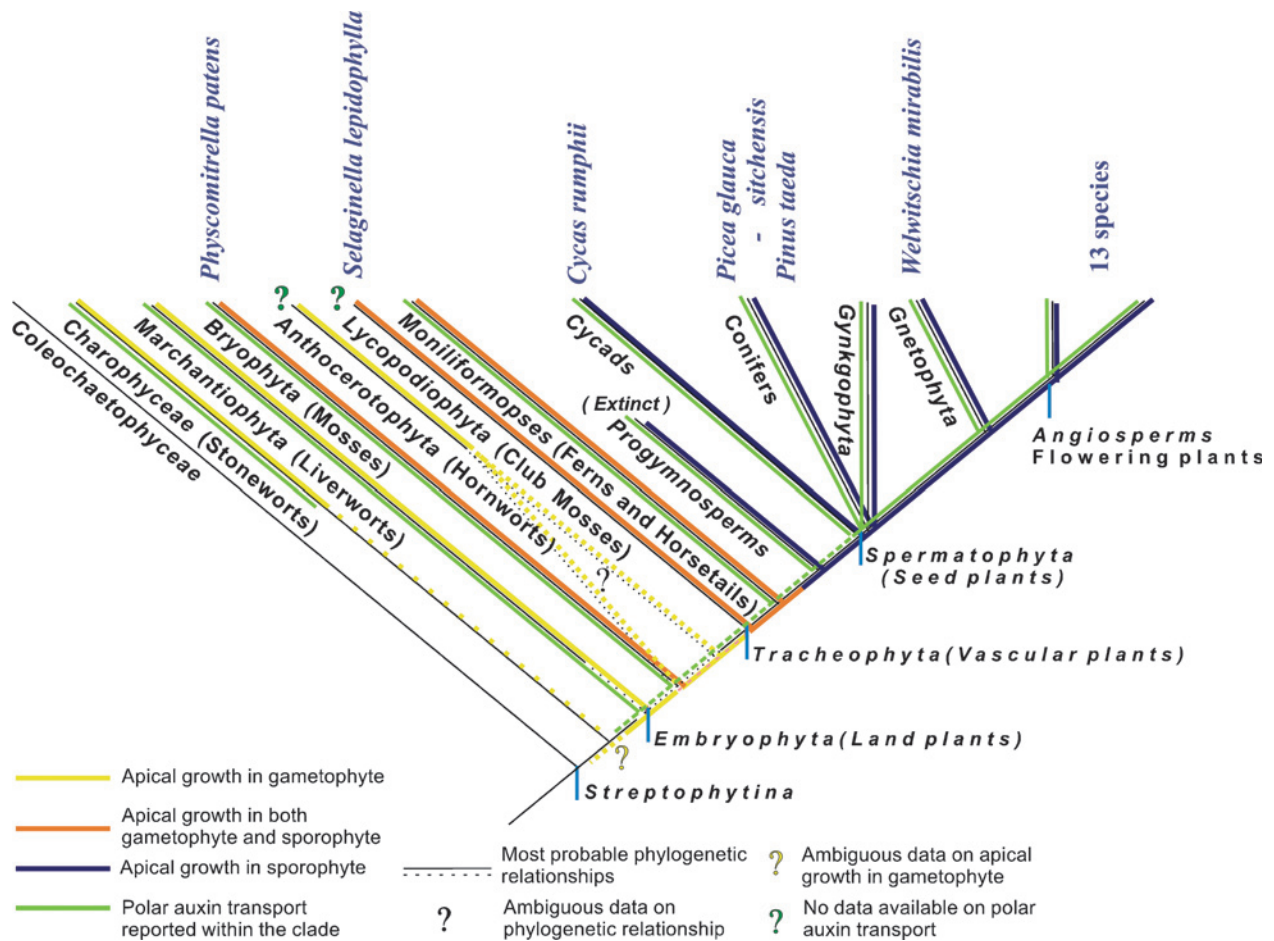 Physcomitrella patens
Selaginella lepidophylla
Cycas rumphii
Picea glauca
- sitchensis
Pinus taeda
Welwitschia mirabilis
13 species
?
?
Coleochaetophyceae
Charophyceae (Stoneworts)
Marchantiophyta (Liverworts)
Bryophyta (Mosses)
Anthocerotophyta (Hornworts)
Lycopodiophyta (Club Mosses)
Moniliformopses (Ferns and Horsetails)
(Extinct)
Progymnosperms
Cycads
Conifers
Gynkgophyta
Gnetophyta
Angiosperms
Flowering plants
Spermatophyta
(Seed plants)
?
Tracheophyta (Vascular plants)
Embryophyta (Land plants)
?
Streptophytina
Apical growth in gametophyte
Apical growth in both
gametophyte and sporophyte
Apical growth in sporophyte
Polar auxin transport
reported within the clade
Most probable phylogenetic
relationships
? Ambiguous data on
phylogenetic relationship
? Ambiguous data on apical
growth in gametophyte
? No data available on polar
auxin transport